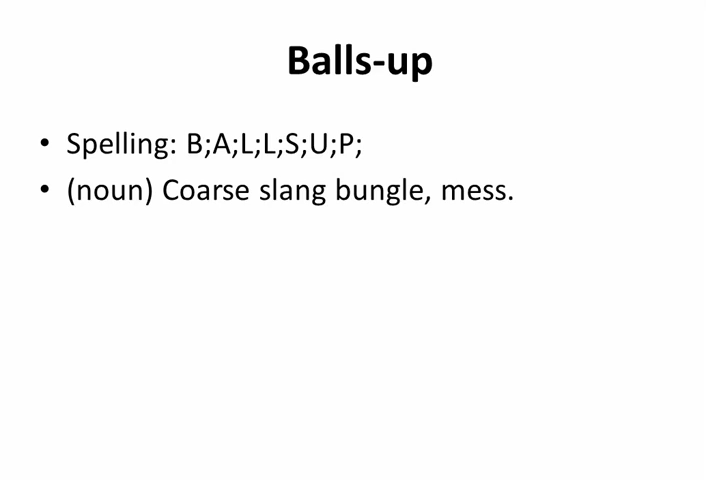 Balls-up
• Spelling: B;A;L;L;S;U;P;
• (noun) Coarse slang bungle, mess.